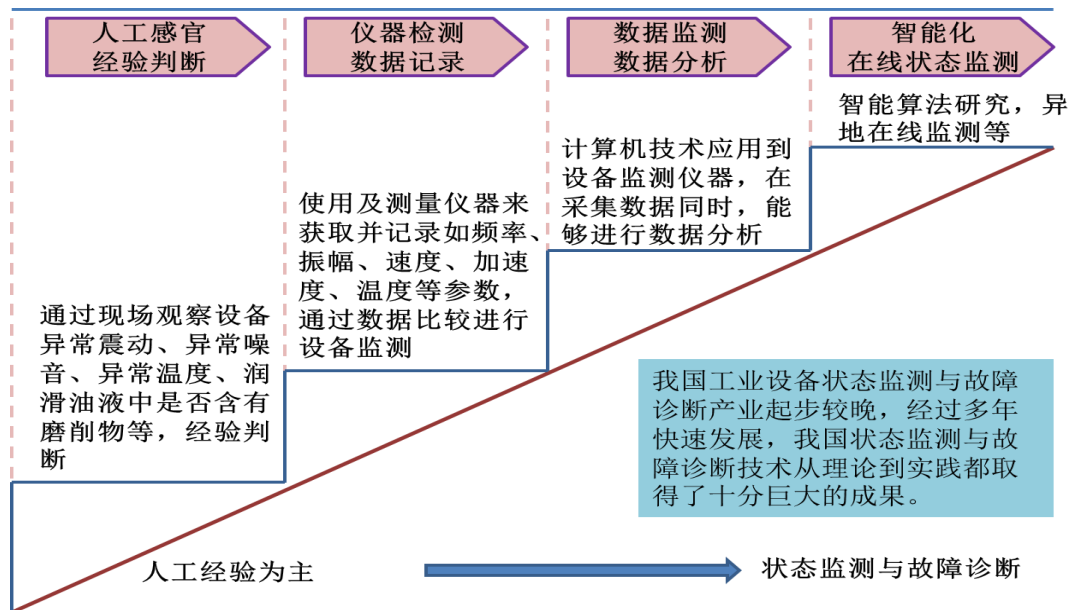 人工感官
经验判断
仪器检测
数据记录
数据监测
数据分析
智能化
在线状态监测
通过现场观察设备
异常震动、异常噪
音、异常温度、润
滑油液中是否含有
磨削物等，经验判
断
使用及测量仪器来
获取并记录如频率、
振幅、速度、加速
度、温度等参数，
通过数据比较进行
设备监测
计算机技术应用到
设备监测仪器，在
采集数据同时，能
够进行数据分析
智能算法研究，异
地在线监测等
我国工业设备状态监测与故障
诊断产业起步较晚，经过多年
快速发展，我国状态监测与故
障诊断技术从理论到实践都取
得了十分巨大的成果。
人工经验为主
状态监测与故障诊断